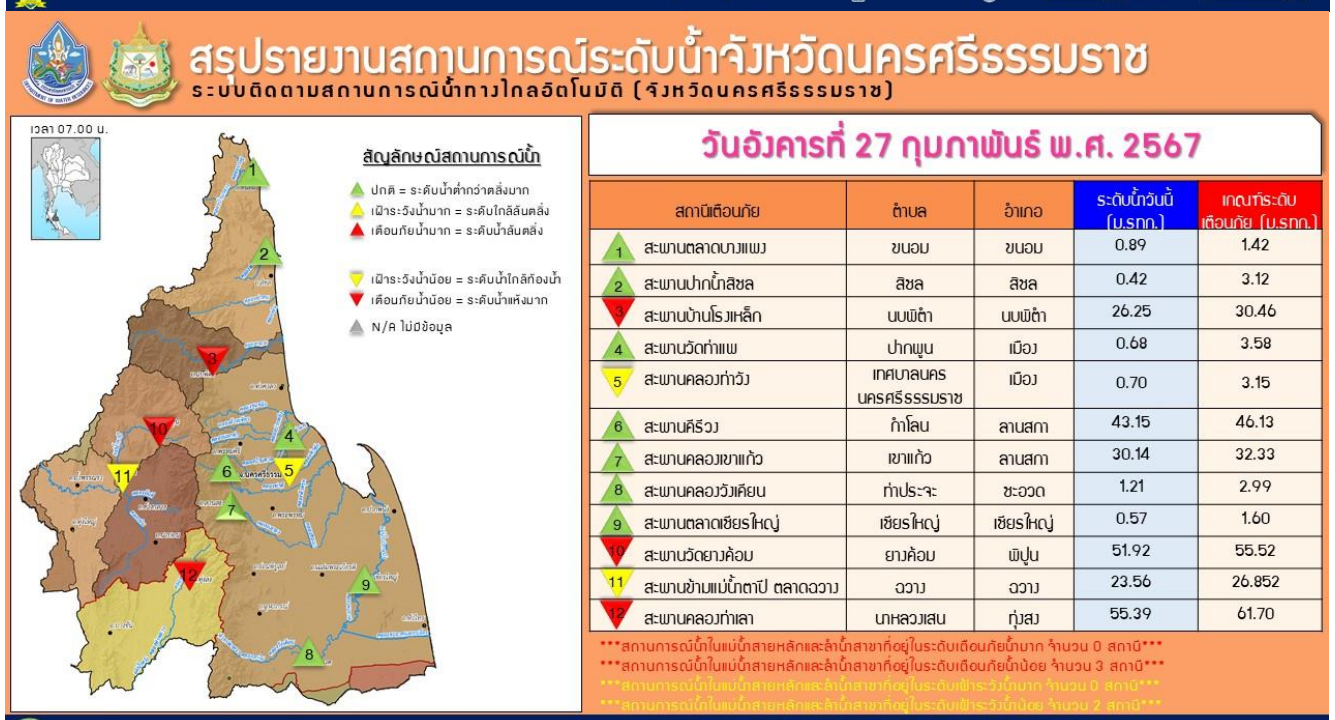 สรุปรายงานสถานการณ์ระดับน้ำจังหวัดนครศรีธรรมราช
ระบบติดตามสถานการณ์น้ำทางไกลอัตโนมัติ (จังหวัดนครศรีธรรมราช)
เวลา 07.00 น.
สัญลักษณ์สถานการณ์น้ำ
ปกติ = ระดับน้ำต่ำกว่าตลิ่งมาก
เฝ้าระวังน้ำมาก = ระดับใกล้ล้นตลิ่ง
เตือนภัยน้ำมาก = ระดับน้ำล้นตลิ่ง
เฝ้าระวังน้ำน้อย = ระดับน้ำใกล้ท้องน้ำ
เตือนภัยน้ำน้อย = ระดับน้ำแห้งมาก
N/A ไม่มีข้อมูล
1
2
3
10
4
11
6
5
7
12
9
8
วันอังคารที่ 27 กุมภาพันธ์ พ.ศ. 2567
สถานีเตือนภัย ตำบล อำเภอ ระดับน้ำวันนี้ (ม.รทก.) เกณฑ์ระดับเตือนภัย (ม.รทก.)
1 สะพานตลาดบางแพง ขนอม ขนอม 0.89 1.42
2 สะพานปากน้ำสิชล สิชล สิชล 0.42 3.12
3 สะพานบ้านโรงเหล็ก นบพิตำ นบพิตำ 26.25 30.46
4 สะพานวัดท่าแพ ปากพูน เมือง 0.68 3.58
5 สะพานคลองท่าวัง เทศบาลนครนครศรีธรรมราช เมือง 0.70 3.15
6 สะพานคีรีวง กำโลน ลานสกา 43.15 46.13
7 สะพานคลองเขาแก้ว เขาแก้ว ลานสกา 30.14 32.33
8 สะพานคลองวังเคียน ท่าประจะ ชะอวด 1.21 2.99
9 สะพานตลาดเชียรใหญ่ เชียรใหญ่ เชียรใหญ่ 0.57 1.60
10 สะพานวัดยางค้อม ยางค้อม พิปูน 51.92 55.52
11 สะพานข้ามแม่น้ำตาปี ตลาดฉวาง ฉวาง ฉวาง 23.56 26.852
12 สะพานคลองท่าเลา นาหลวงเสน ทุ่งสง 55.39 61.70
***สถานการณ์น้ำในแม่น้ำสายหลักและลำน้ำสาขาที่อยู่ในระดับเตือนภัยน้ำมาก จำนวน 0 สถานี***
***สถานการณ์น้ำในแม่น้ำสายหลักและลำน้ำสาขาที่อยู่ในระดับเตือนภัยน้ำน้อย จำนวน 3 สถานี***
***สถานการณ์น้ำในแม่น้ำสายหลักและลำน้ำสาขาที่อยู่ในระดับเฝ้าระวังน้ำมาก จำนวน 0 สถานี***
***สถานการณ์น้ำในแม่น้ำสายหลักและลำน้ำสาขาที่อยู่ในระดับเฝ้าระวังน้ำน้อย จำนวน 2 สถานี***